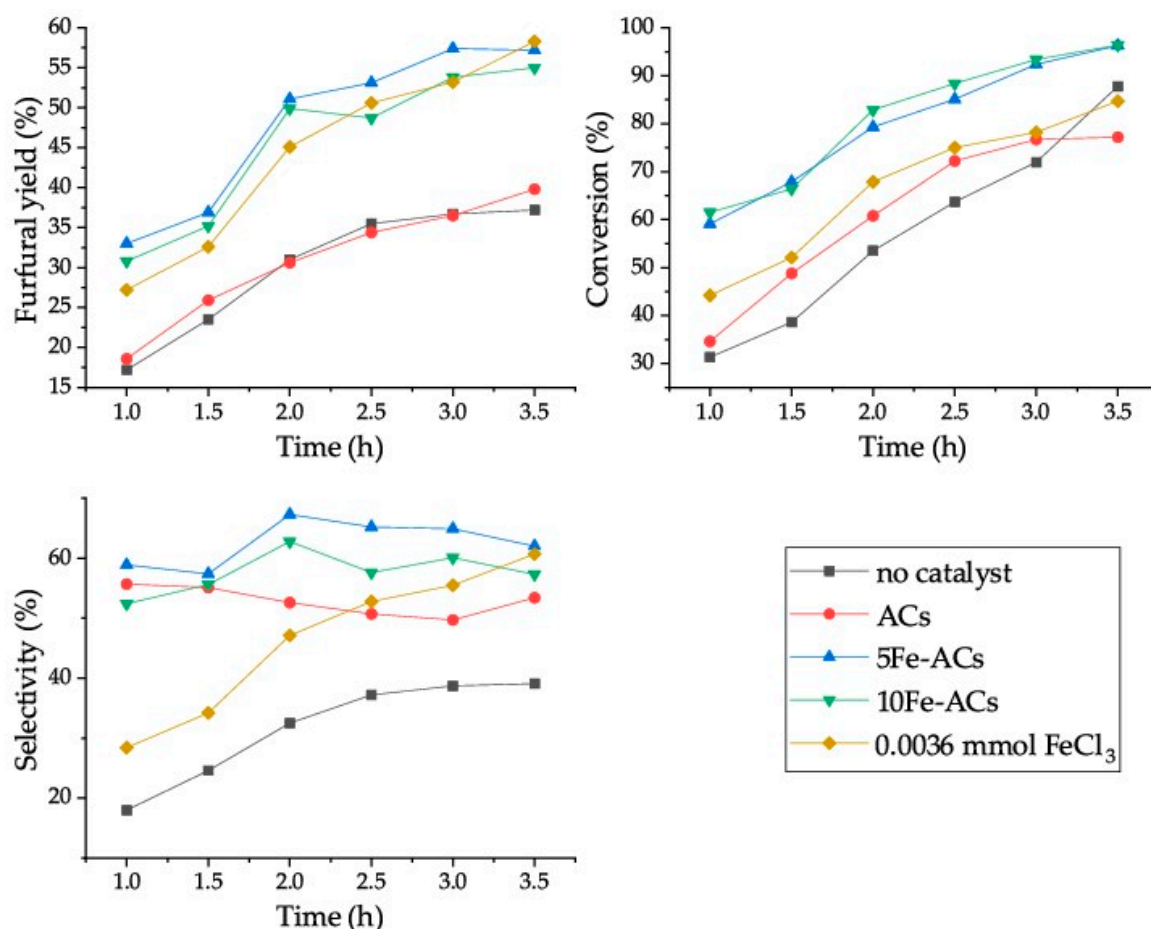 Furfural yield (%)
60
55
50
45
40
35
30
25
20
15
1.0 1.5 2.0 2.5 3.0 3.5
Time (h)
Conversion (%)
100
90
80
70
60
50
40
30
1.0 1.5 2.0 2.5 3.0 3.5
Time (h)
Selectivity (%)
60
40
20
1.0 1.5 2.0 2.5 3.0 3.5
Time (h)
no catalyst
ACs
5Fe-ACs
10Fe-ACs
0.0036 mmol FeCl₃